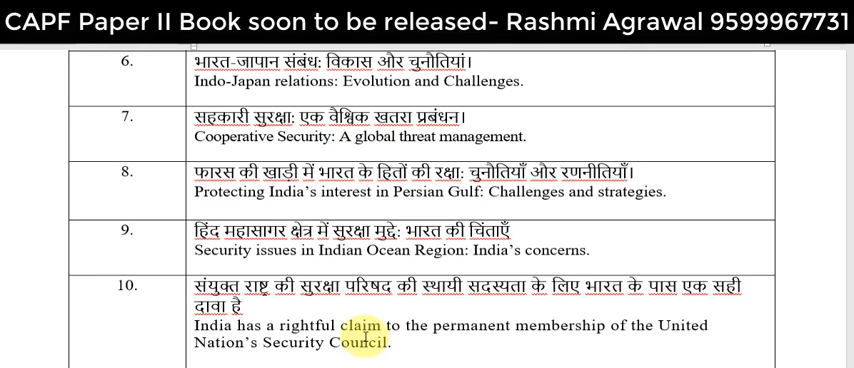 CAPF Paper II Book soon to be released- Rashmi Agrawal 9599967731
6.
भारत-जापान संबंध: विकास और चुनौतियां।
Indo-Japan relations: Evolution and Challenges.
7.
सहकारी सुरक्षा: एक वैश्विक खतरा प्रबंधन।
Cooperative Security: A global threat management.
8.
फारस की खाड़ी में भारत के हितों की रक्षा: चुनौतियाँ और रणनीतियाँ।
Protecting India's interest in Persian Gulf: Challenges and strategies.
9.
हिंद महासागर क्षेत्र में सुरक्षा मुद्दे: भारत की चिंताएँ
Security issues in Indian Ocean Region: India's concerns.
10.
संयुक्त राष्ट्र की सुरक्षा परिषद की स्थायी सदस्यता के लिए भारत के पास एक सही
दावा है
India has a rightful claim to the permanent membership of the United
Nation's Security Council.